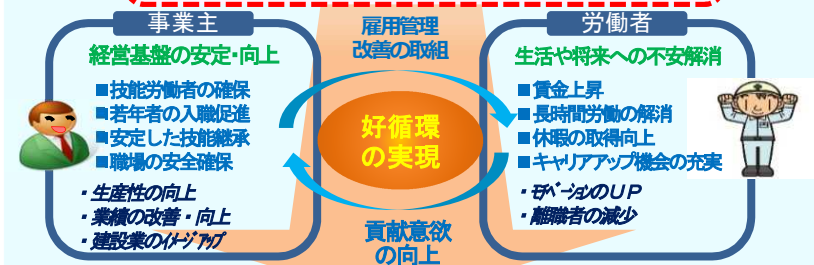 事業主
経営基盤の安定・向上
■技能労働者の確保
■若年者の入職促進
■安定した技能継承
■職場の安全確保
・生産性の向上
・業績の改善・向上
・建設業のイメージアップ
雇用管理
改善の取組
好循環
の実現
貢献意欲
の向上
労働者
生活や将来への不安解消
■賃金上昇
■長時間労働の解消
■休暇の取得向上
■キャリアアップ機会の充実
・モチベーションのUP
・離職者の減少